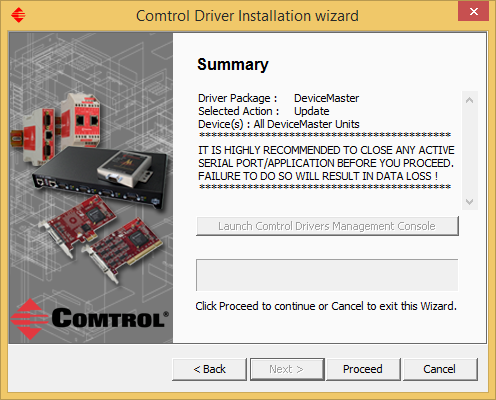 Comtrol Driver Installation wizard
Summary
Driver Package : DeviceMaster
Selected Action : Update
Device(s) : All DeviceMaster Units
*******************************************
IT IS HIGHLY RECOMMENDED TO CLOSE ANY ACTIVE
SERIAL PORT/APPLICATION BEFORE YOU PROCEED.
FAILURE TO DO SO WILL RESULT IN DATA LOSS !
*******************************************
Launch Comtrol Drivers Management Console
Click Proceed to continue or Cancel to exit this Wizard.
COMTROL®
< Back
Next >
Proceed
Cancel